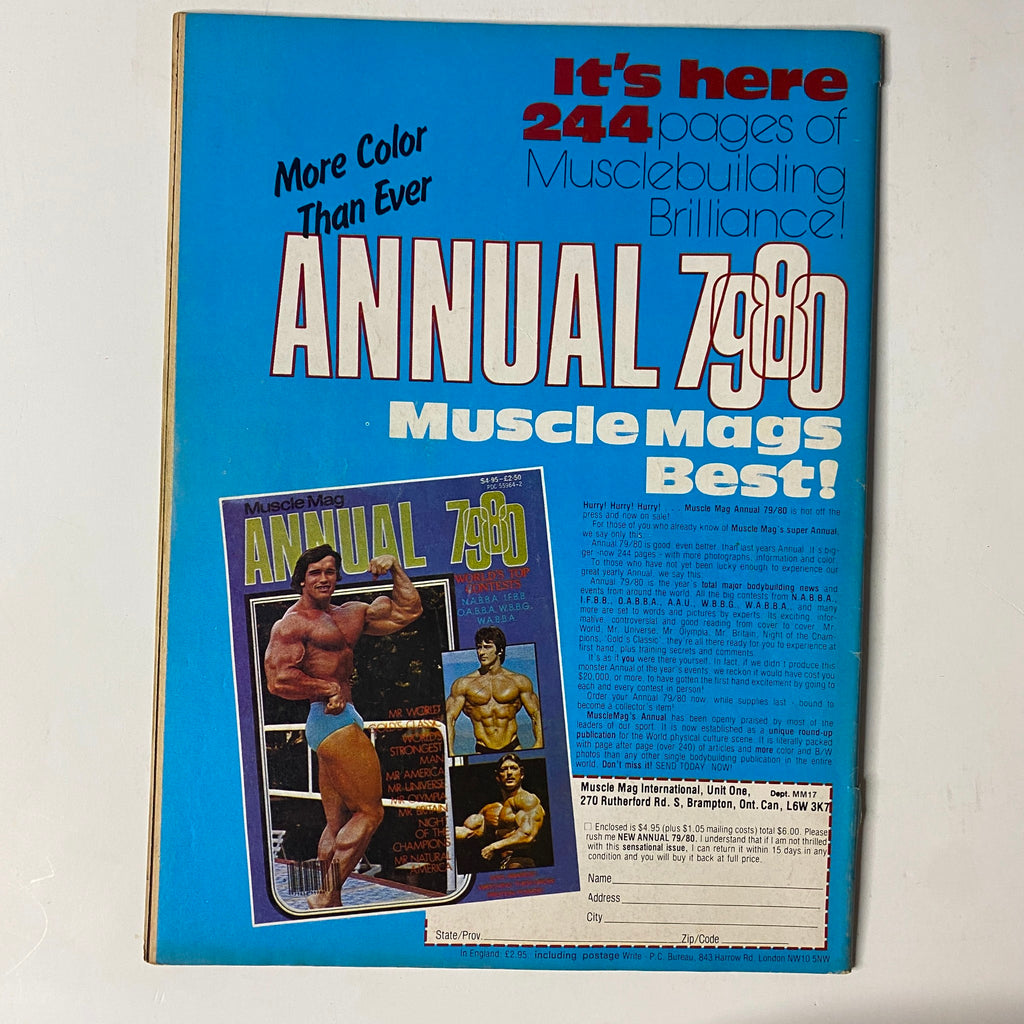 It's here
244 pages of
Musclebuilding
Brilliance!
More Color
Than Ever
ANNUAL 7980
MuscleMags
Best!
$4·95–£2·50
PDC 55964-2
Muscle Mag
ANNUAL 7980
WORLD'S TOP
CONTESTS
N.A.B.B.A. I.F.B.B.
O.A.B.B.A. W.B.B.G.
W.A.B.B.A.
MR WORLD
GOLD'S CLASSIC
WORLD'S
STRONGEST
MAN
MR AMERICA
MR UNIVERSE
MR OLYMPIA
MR BRITAIN
NIGHT
OF THE
CHAMPIONS
MR NATURAL
AMERICA
Hurry! Hurry! Hurry! . . . Muscle Mag Annual 79/80 is not off the
press and now on sale!
For those of you who already know of Muscle Mag's super Annual,
we say only this...
Annual 79/80 is good even better than last years Annual. It's big-
ger -now 244 pages - with more photographs, information and color.
To those who have not yet been lucky enough to experience our
great yearly Annual, we say this.
Annual 79/80 is the year's total major bodybuilding news and
events from around the world. All the big contests from N.A.B.B.A.,
I.F.B.B., O.A.B.B.A., A.A.U., W.B.B.G., W.A.B.B.A., and many
more are set to words and pictures by experts. Its exciting, infor-
mative, controversial and good reading from cover to cover. Mr.
World, Mr. Universe, Mr Olympia, Mr. Britain, Night of the Cham-
pions, 'Gold's Classic', they're all there ready for you to experience at
first hand, plus training secrets and comments.
It's as if you were there yourself. In fact, if we didn't produce this
monster Annual of the year's events, we reckon it would have cost you
$20,000, or more, to have gotten the first hand excitement by going to
each and every contest in person!
Order your Annual 79/80 now, while supplies last - bound to
become a collector's item!
MuscleMag's Annual has been openly praised by most of the
leaders of our sport. It is now established as a unique round-up
publication for the World physical culture scene. It is literally packed
with page after page (over 240) of articles and more color and B/W
photos than any other single bodybuilding publication in the entire
world. Don't miss it! SEND TODAY NOW!
Muscle Mag International, Unit One, Dept. MM17
270 Rutherford Rd. S, Brampton, Ont. Can, L6W 3K7
☐ Enclosed is $4.95 (plus $1.05 mailing costs) total $6.00. Please
rush me NEW ANNUAL 79/80. I understand that if I am not thrilled
with this sensational issue, I can return it within 15 days in any
condition and you will buy it back at full price.
Name
Address
City
State/Prov. Zip/Code
In England: £2.95. including postage Write - P.C. Bureau, 843 Harrow Rd. London NW10 5NW